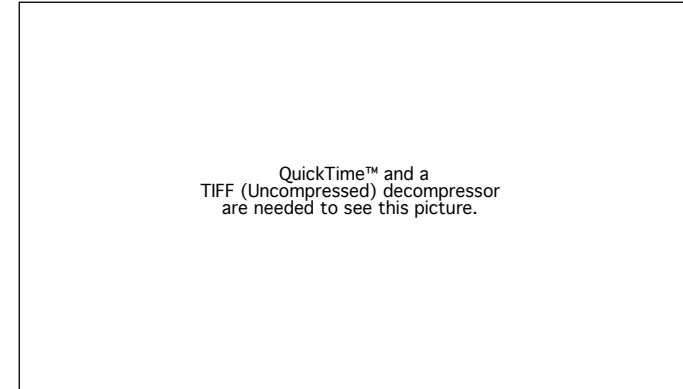 QuickTime™ and a
TIFF (Uncompressed) decompressor
are needed to see this picture.